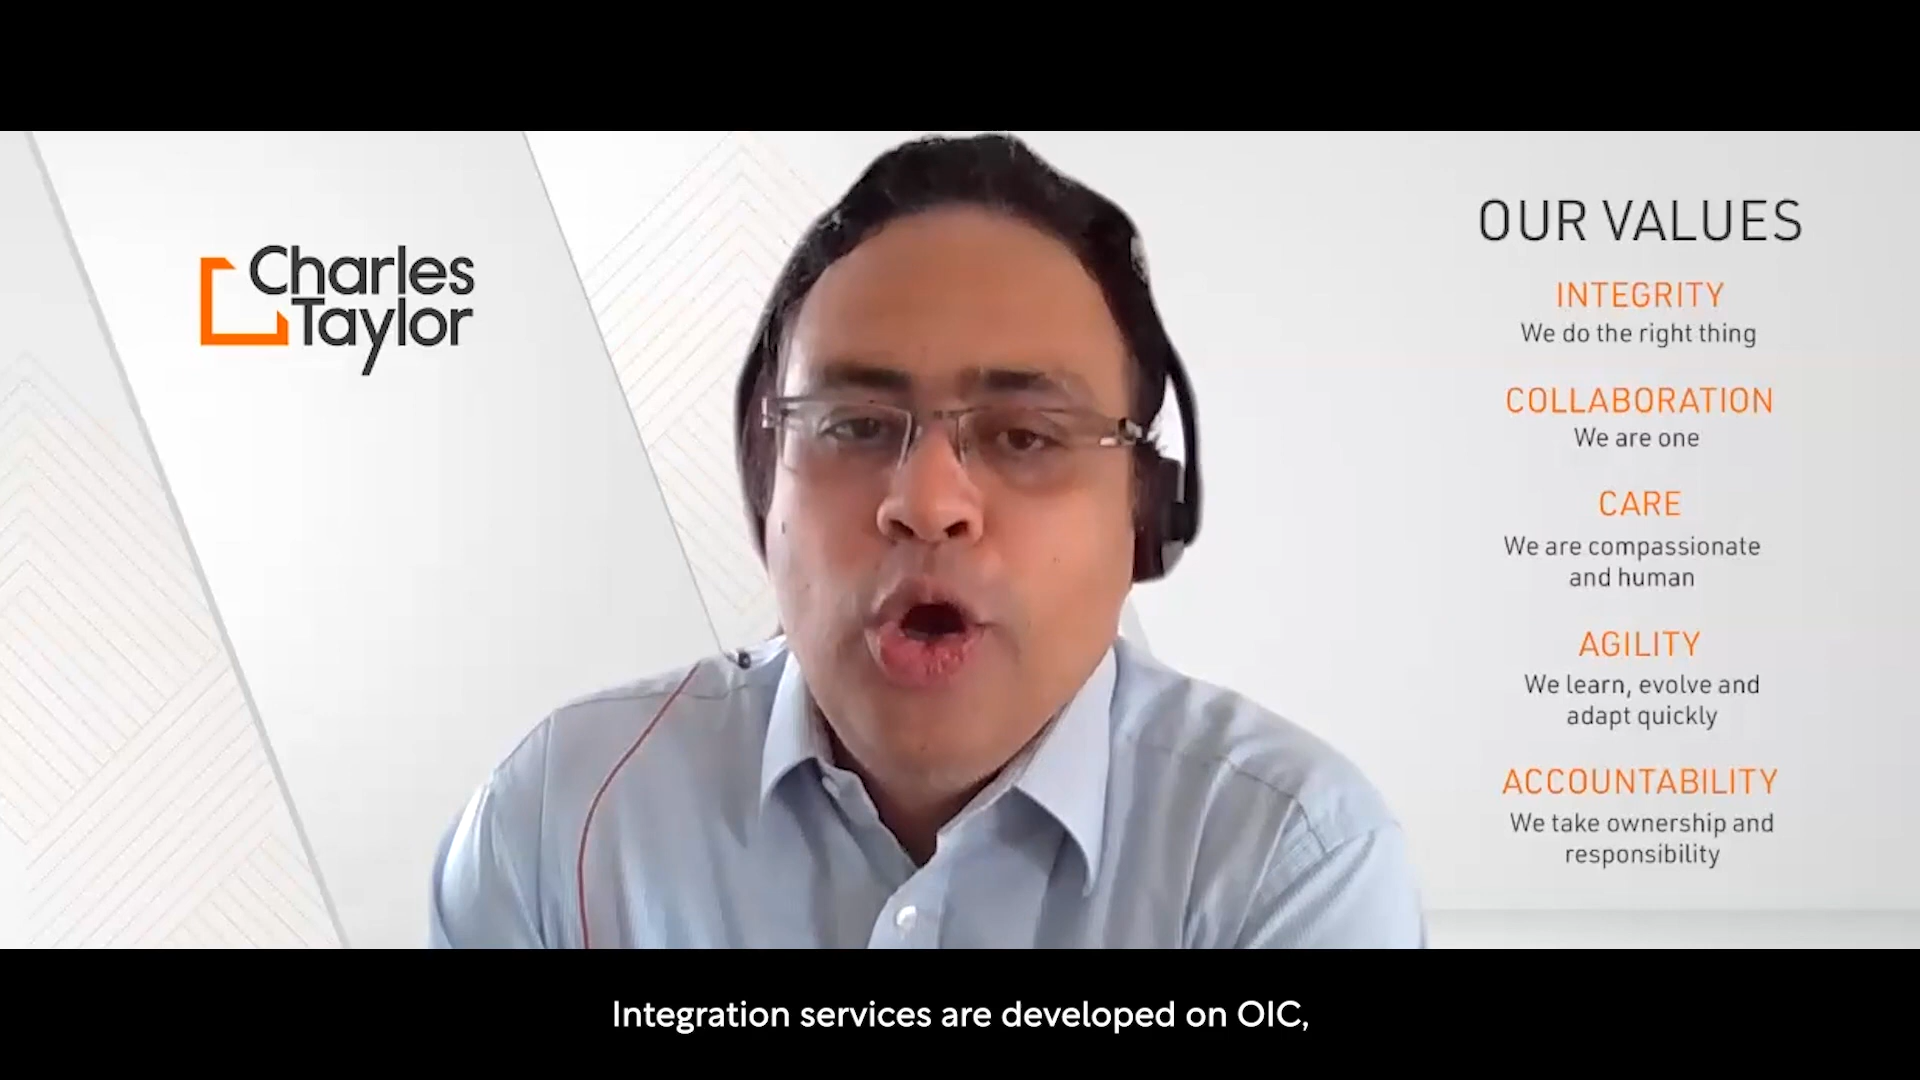 Charles
Taylor
OUR VALUES
INTEGRITY
We do the right thing
COLLABORATION
We are one
CARE
We are compassionate
and human
AGILITY
We learn, evolve and
adapt quickly
ACCOUNTABILITY
We take ownership and
responsibility
Integration services are developed on OIC,